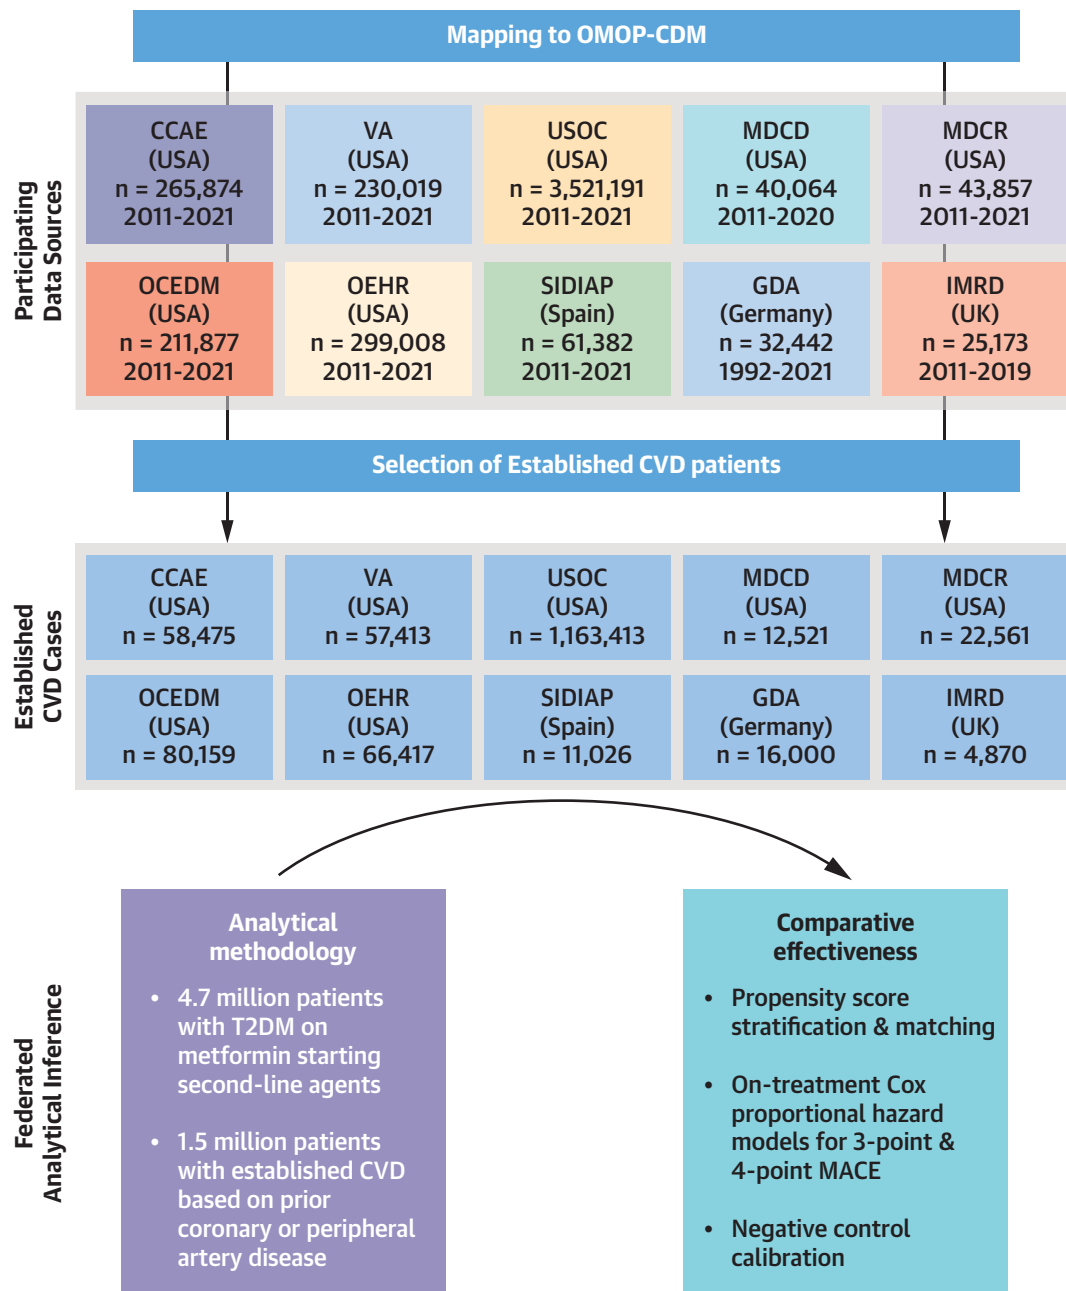 Mapping to OMOP-CDM
Participating
Data Sources
CCAE
(USA)
n = 265,874
2011-2021
VA
(USA)
n = 230,019
2011-2021
USOC
(USA)
n = 3,521,191
2011-2021
MDCD
(USA)
n = 40,064
2011-2020
MDCR
(USA)
n = 43,857
2011-2021
OCEDM
(USA)
n = 211,877
2011-2021
OEHR
(USA)
n = 299,008
2011-2021
SIDIAP
(Spain)
n = 61,382
2011-2021
GDA
(Germany)
n = 32,442
1992-2021
IMRD
(UK)
n = 25,173
2011-2019
Selection of Established CVD patients
Established
CVD Cases
CCAE
(USA)
n = 58,475
VA
(USA)
n = 57,413
USOC
(USA)
n = 1,163,413
MDCD
(USA)
n = 12,521
MDCR
(USA)
n = 22,561
OCEDM
(USA)
n = 80,159
OEHR
(USA)
n = 66,417
SIDIAP
(Spain)
n = 11,026
GDA
(Germany)
n = 16,000
IMRD
(UK)
n = 4,870
Federated
Analytical Inference
Analytical
methodology
• 4.7 million patients
with T2DM on
metformin starting
second-line agents
• 1.5 million patients
with established CVD
based on prior
coronary or peripheral
artery disease
Comparative
effectiveness
• Propensity score
stratification & matching
• On-treatment Cox
proportional hazard
models for 3-point &
4-point MACE
• Negative control
calibration